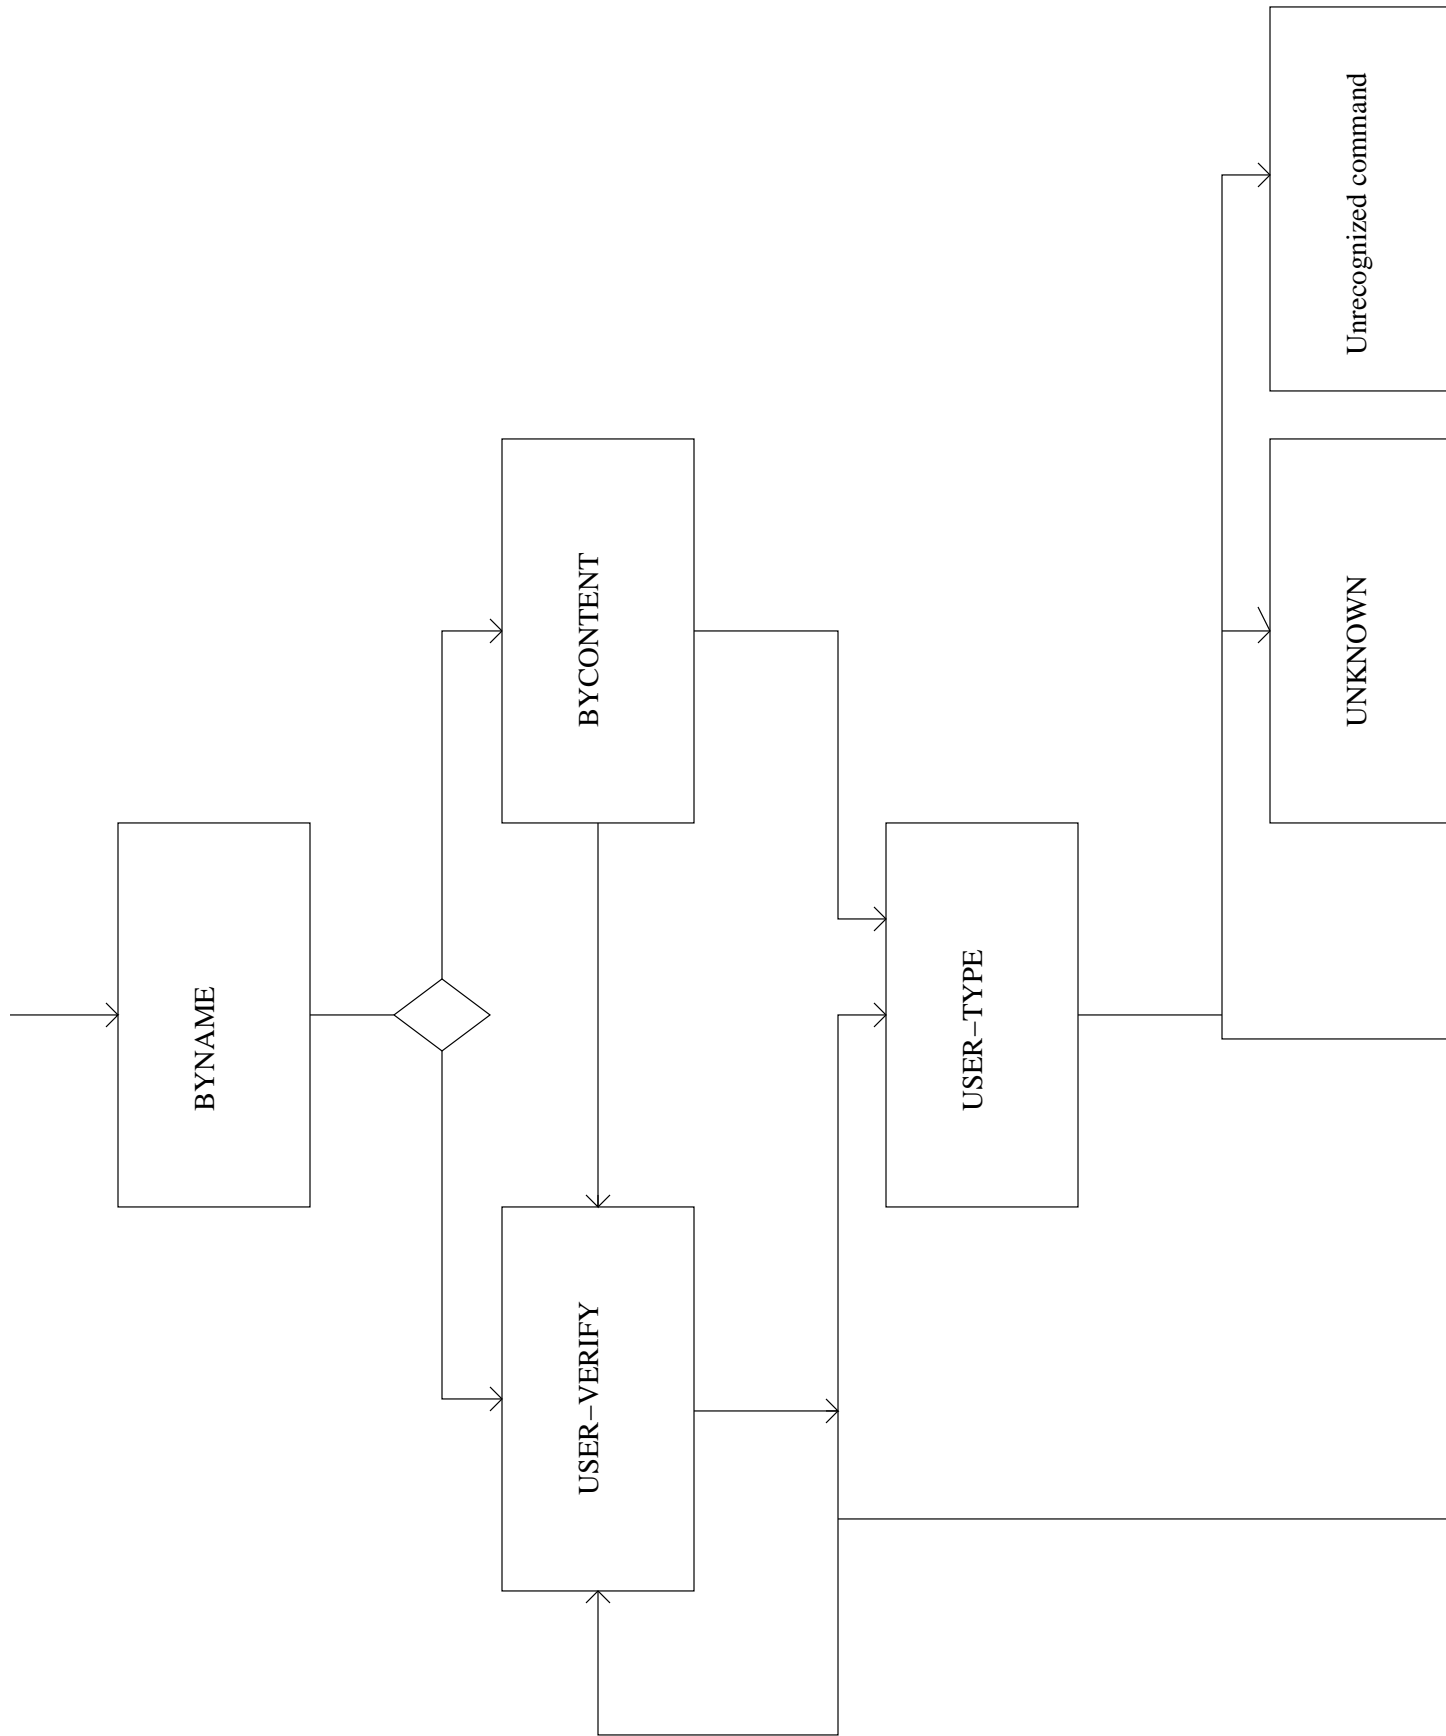 BYNAME
BYCONTENT
USER−VERIFY
USER−TYPE
UNKNOWN
Unrecognized command